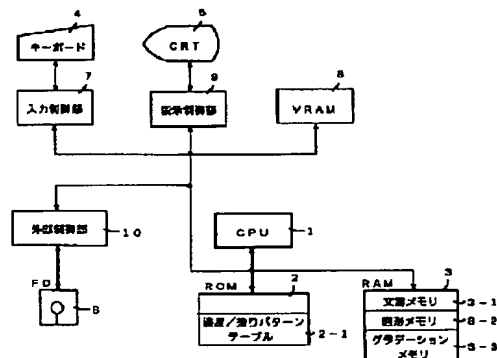 4
キーボード
5
CRT
7
入力制御部
9
表示制御部
8
VRAM
外部制御部
10
CPU
1
FD
6
ROM
2
濃度/塗りパターン
テーブル
2-1
RAM
3
文書メモリ
3-1
図形メモリ
3-2
グラデーション
メモリ
3-3